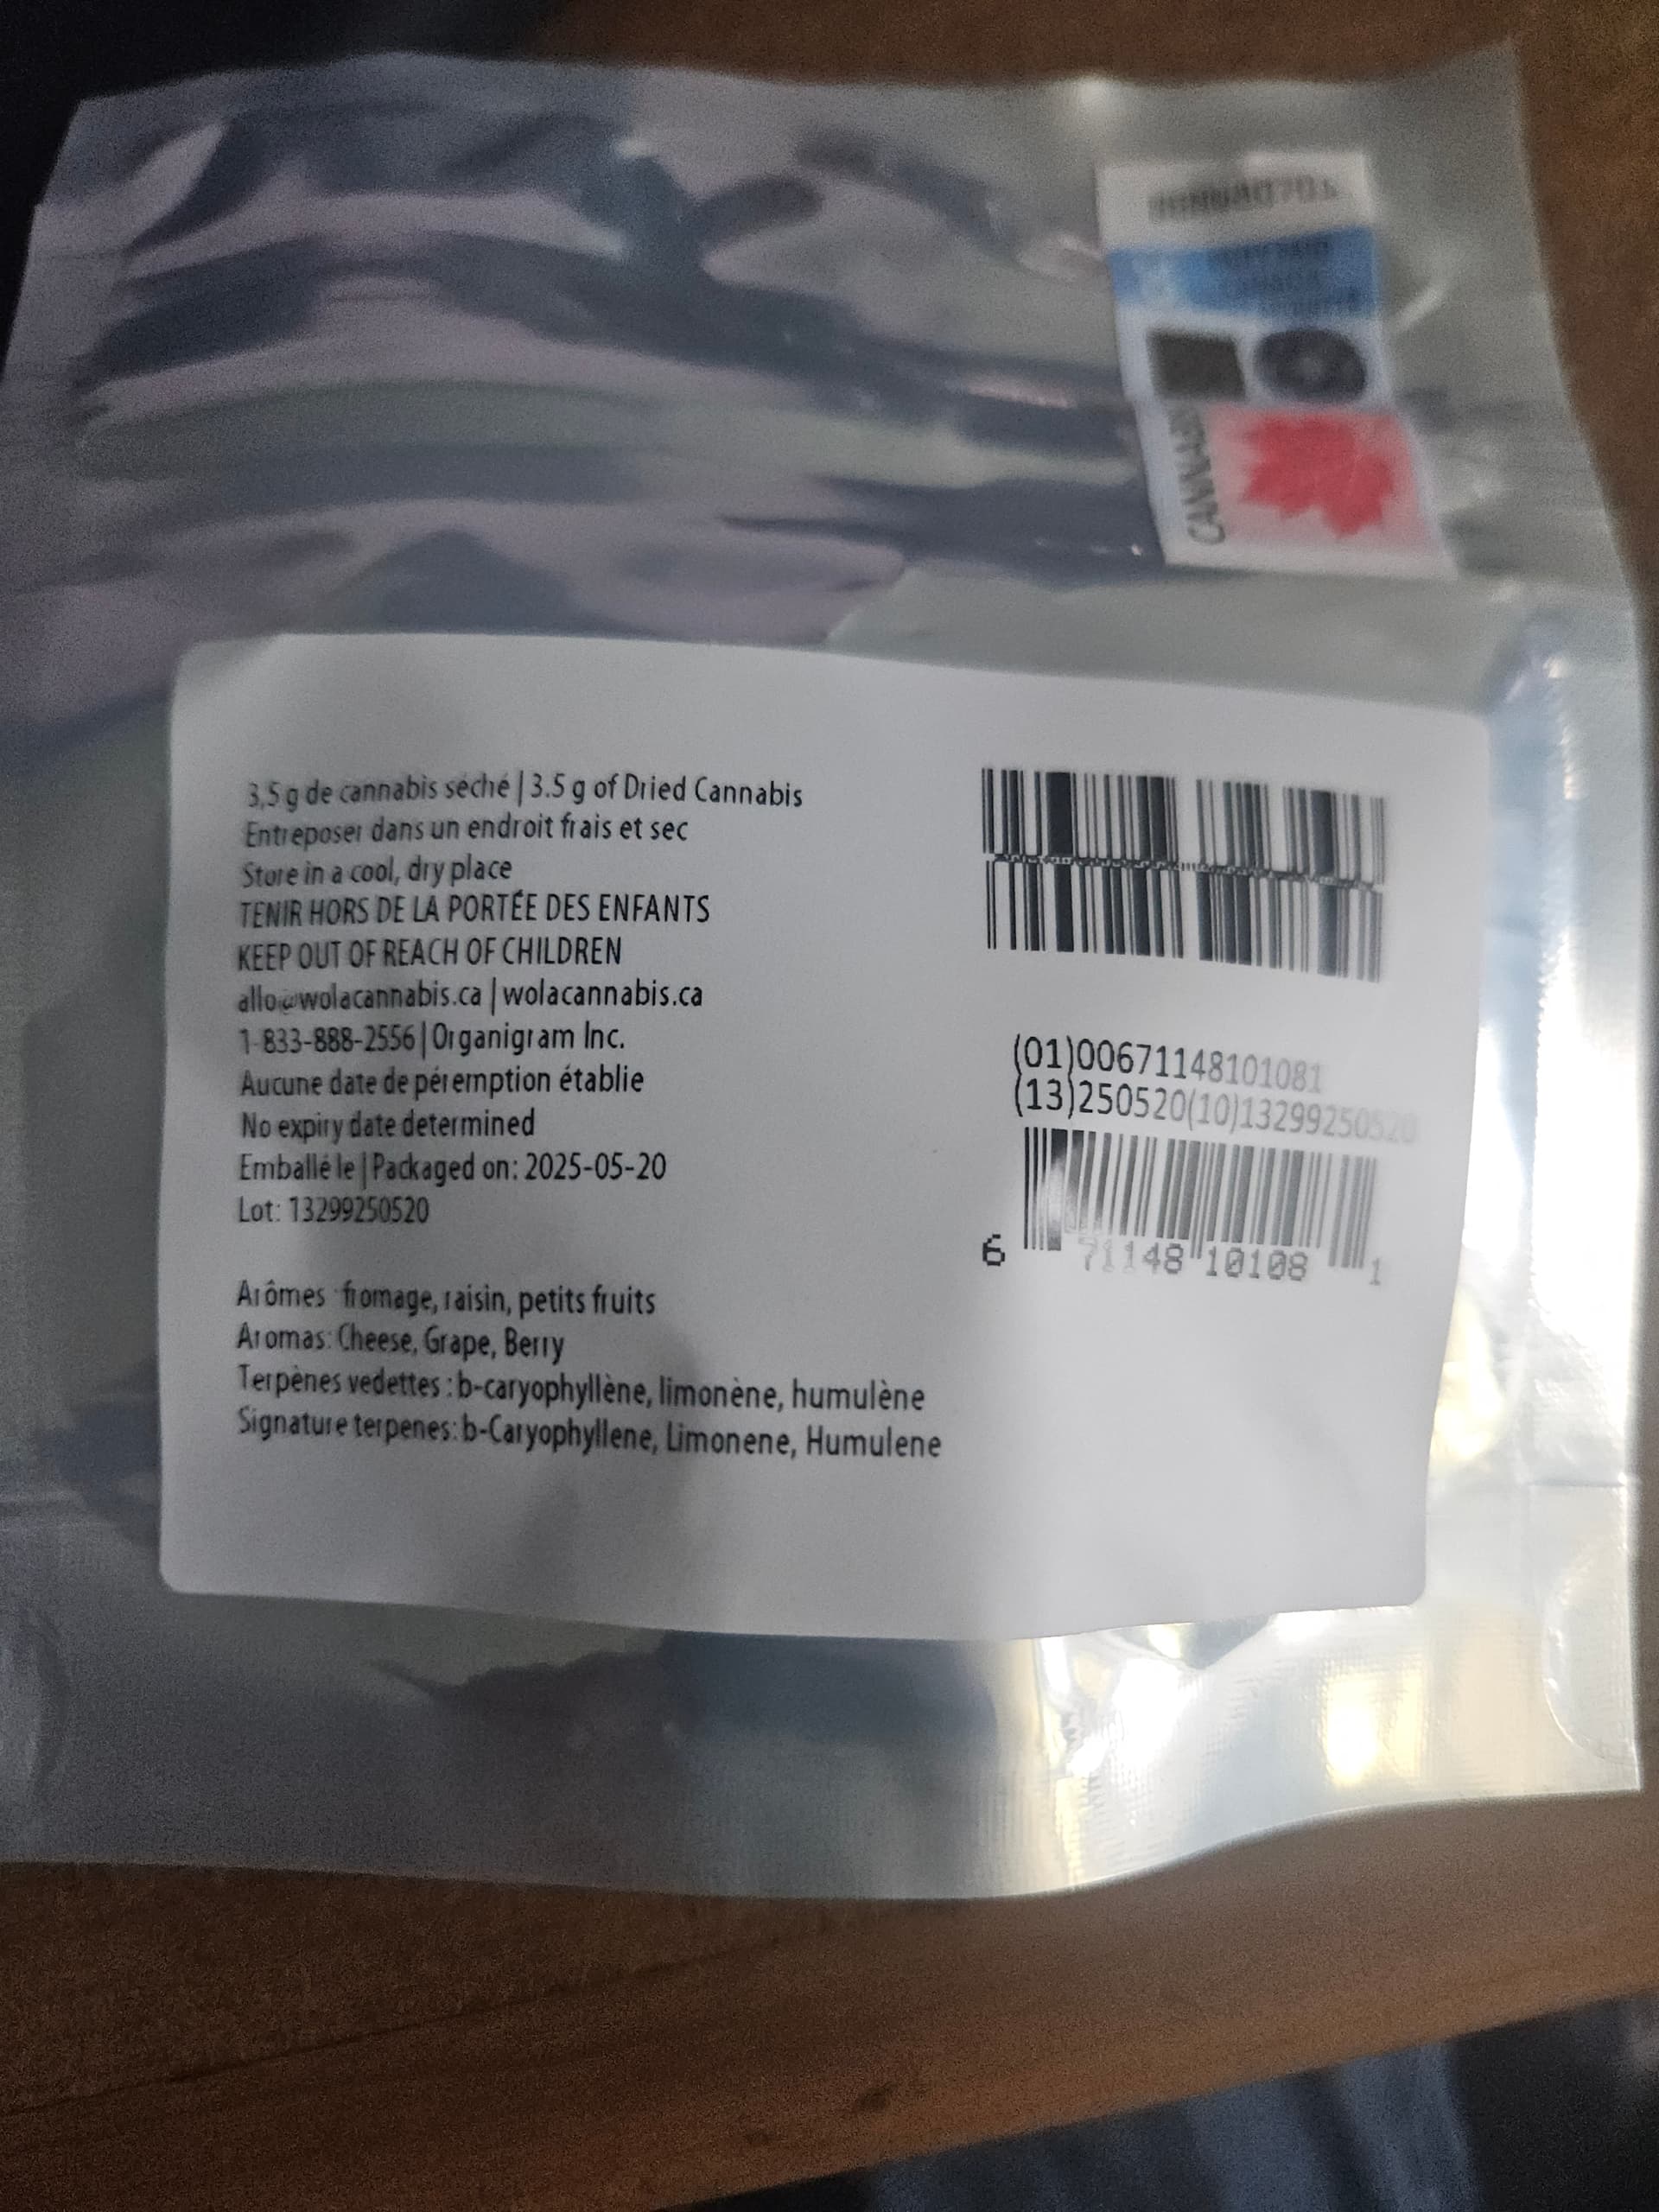 CANNABIS
3,5 g de cannabis séché | 3.5 g of Dried Cannabis
Entreposer dans un endroit frais et sec
Store in a cool, dry place
TENIR HORS DE LA PORTÉE DES ENFANTS
KEEP OUT OF REACH OF CHILDREN
allo@wolacannabis.ca | wolacannabis.ca
1-833-888-2556 | Organigram Inc.
Aucune date de péremption établie
No expiry date determined
Emballé le | Packaged on: 2025-05-20
Lot: 13299250520
Arômes : fromage, raisin, petits fruits
Aromas: Cheese, Grape, Berry
Terpènes vedettes : b-caryophyllène, limonène, humulène
Signature terpenes: b-Caryophyllene, Limonene, Humulene
(01)00671148101081
(13)250520(10)13299250520
6 71148 10108 1